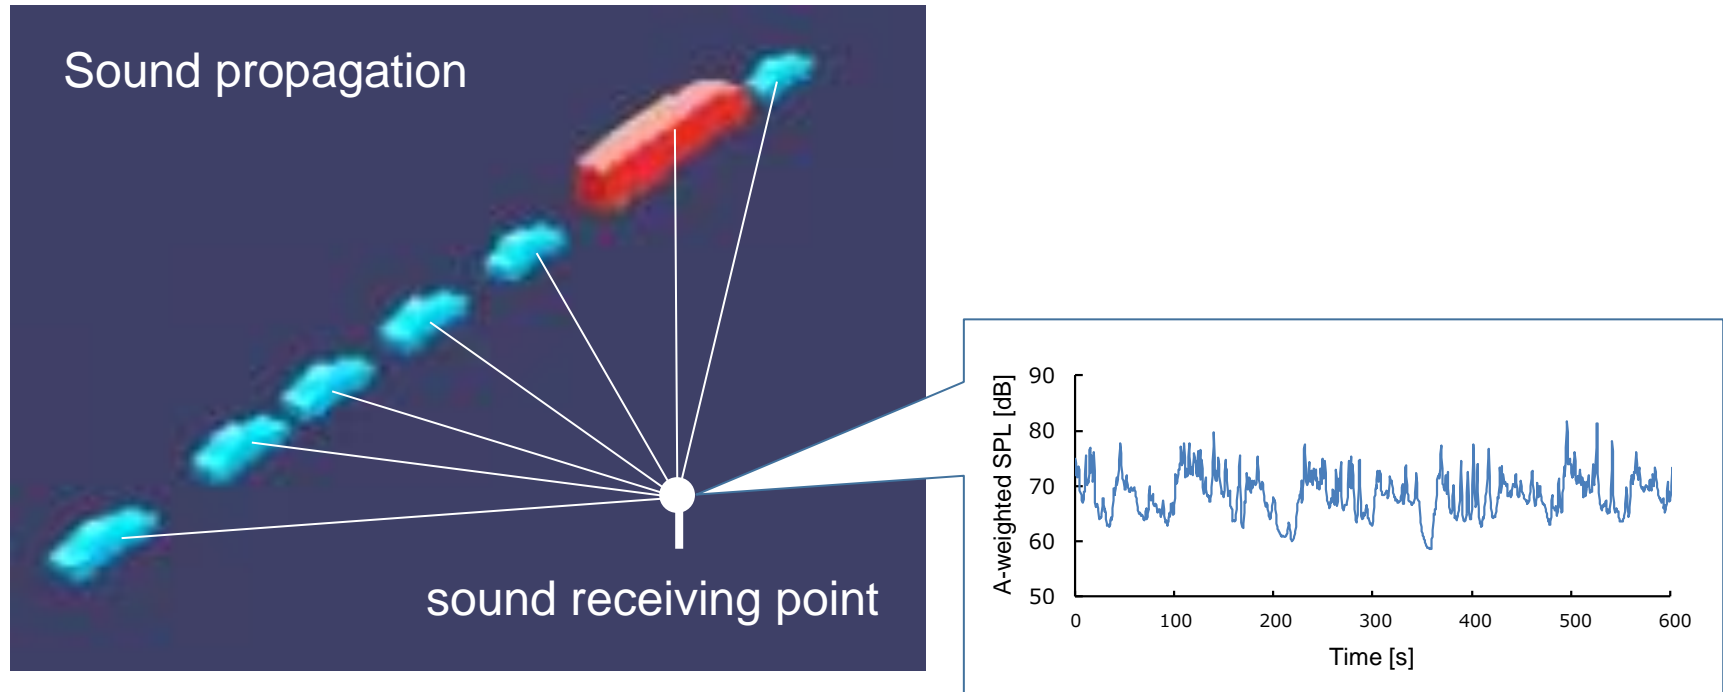 Sound propagation
sound receiving point
A-weighted SPL [dB]
90
80
70
60
50
0 100 200 300 400 500 600
Time [s]